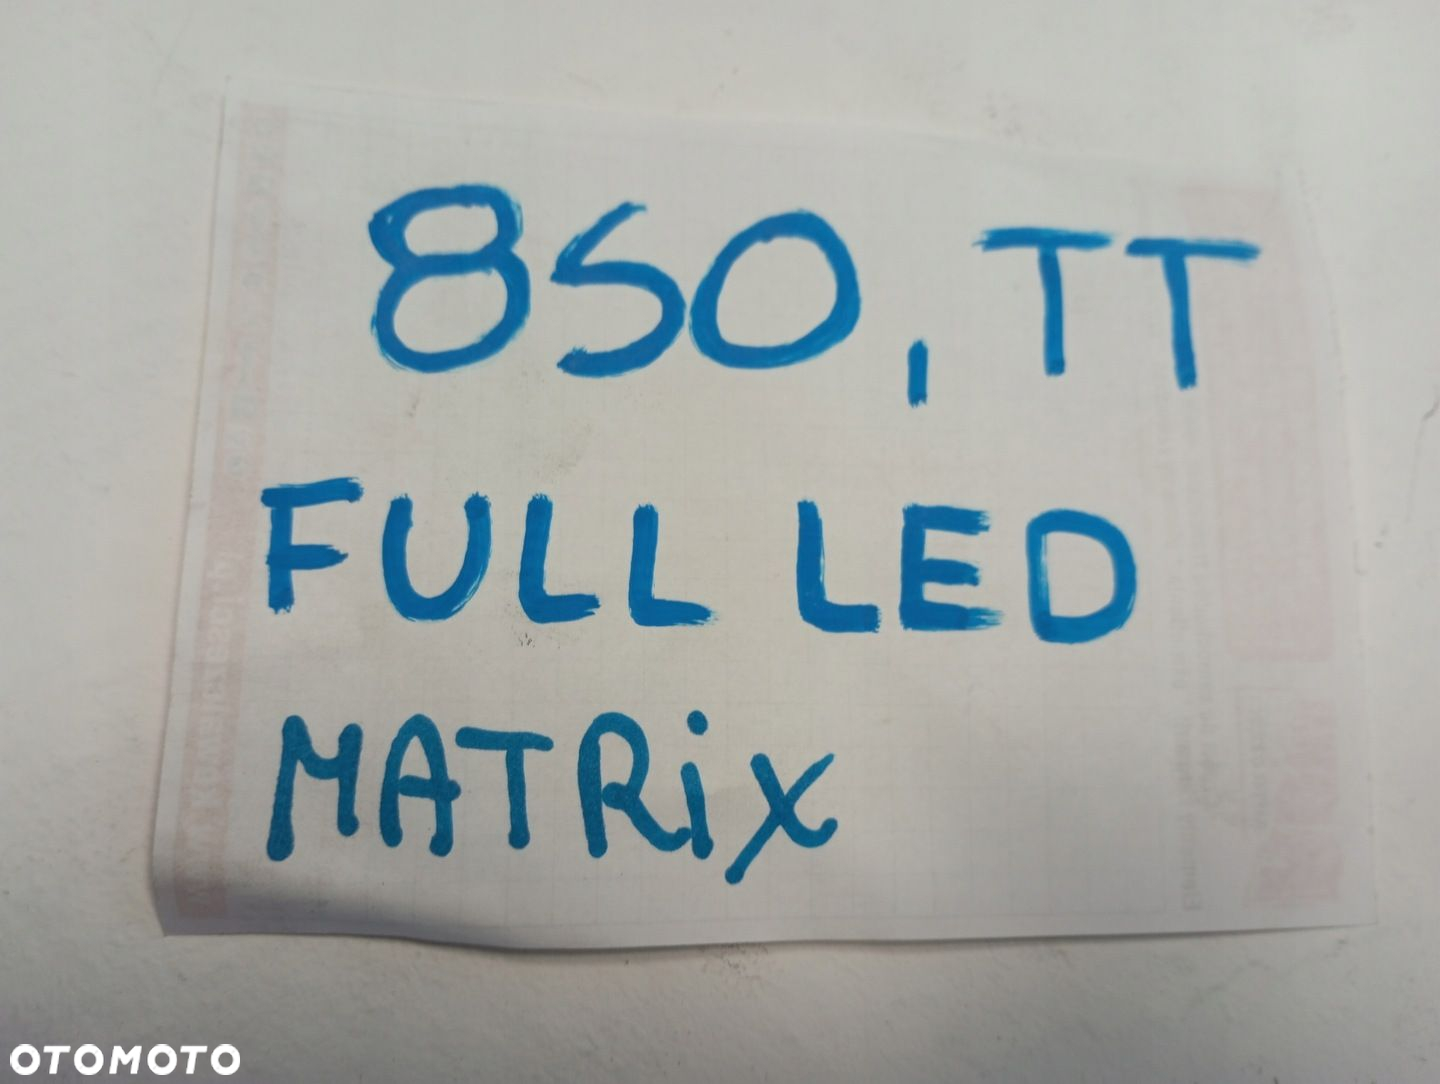 850, TT
FULL LED
MATRiX
OTOMOTO